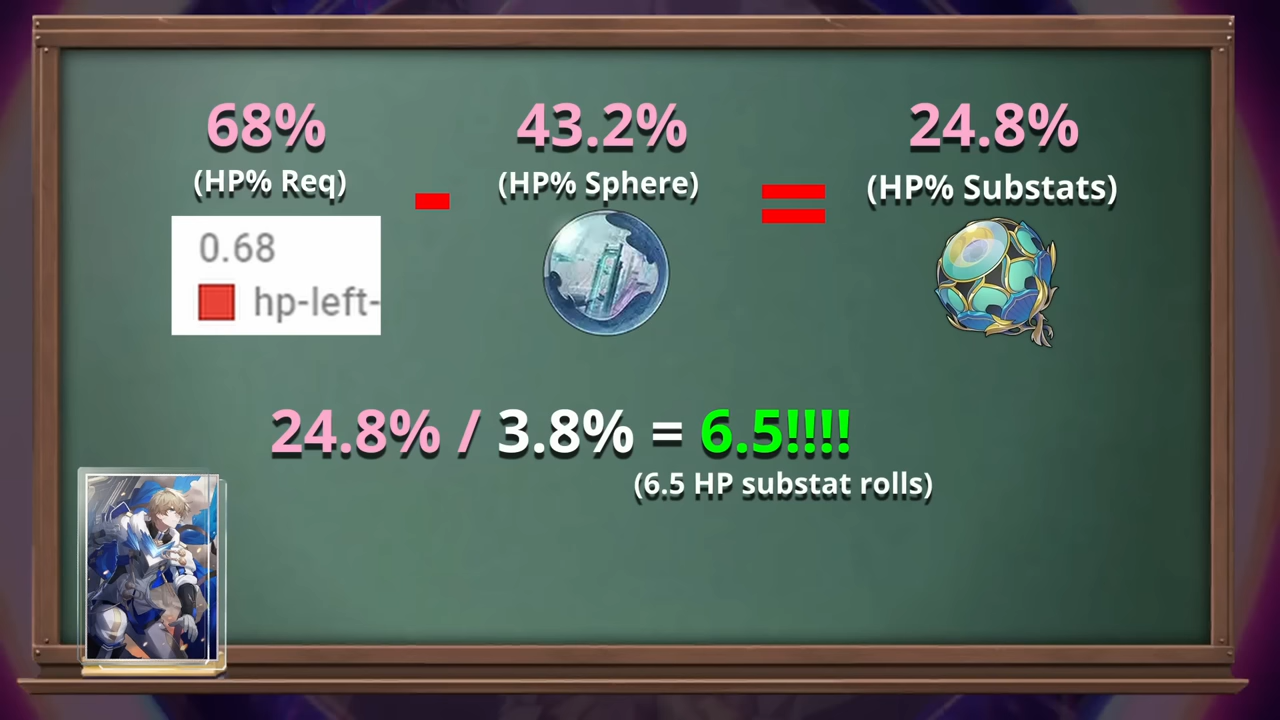 68% - 43.2% = 24.8%
(HP% Req) (HP% Sphere) (HP% Substats)
0.68
hp-left-
24.8% / 3.8% = 6.5!!!!
(6.5 HP substat rolls)